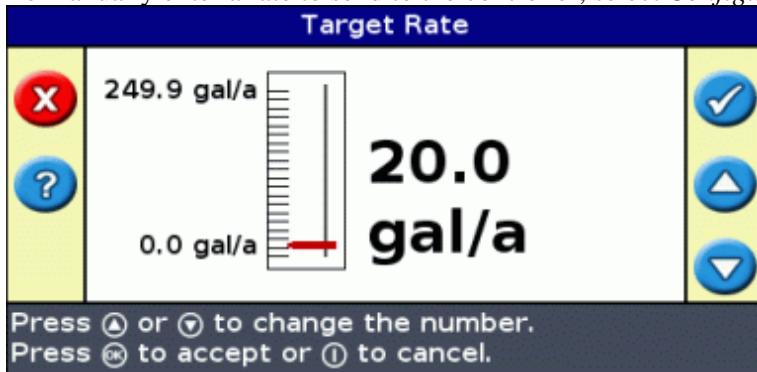 Target Rate
249.9 gal/a
20.0
gal/a
0.0 gal/a
Press or to change the number.
Press OK to accept or to cancel.